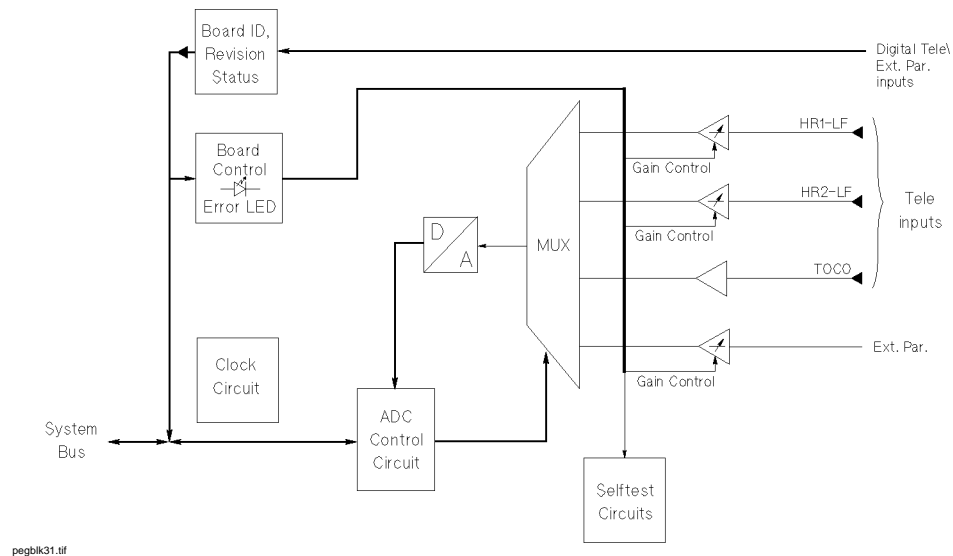 Board ID,
Revision
Status
Digital Tele\
Ext. Par.
inputs
Board
Control
Error LED
HR1-LF
Gain Control
HR2-LF
Gain Control
Tele
inputs
D
A
MUX
TOCO
Ext. Par.
Gain Control
Clock
Circuit
ADC
Control
Circuit
System
Bus
Selftest
Circuits
pegblk31.tif